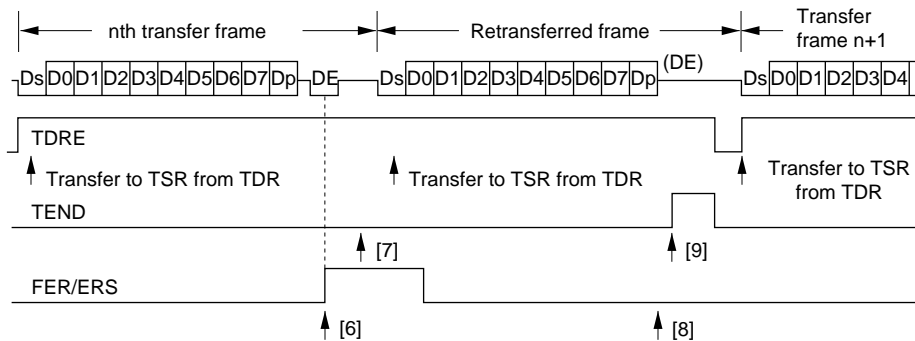 nth transfer frame
Retransferred frame
Transfer
frame n+1
Ds D0 D1 D2 D3 D4 D5 D6 D7 Dp DE Ds D0 D1 D2 D3 D4 D5 D6 D7 Dp (DE) Ds D0 D1 D2 D3 D4
TDRE
Transfer to TSR from TDR
Transfer to TSR from TDR
Transfer to TSR
from TDR
TEND
[7]
[9]
FER/ERS
[6]
[8]